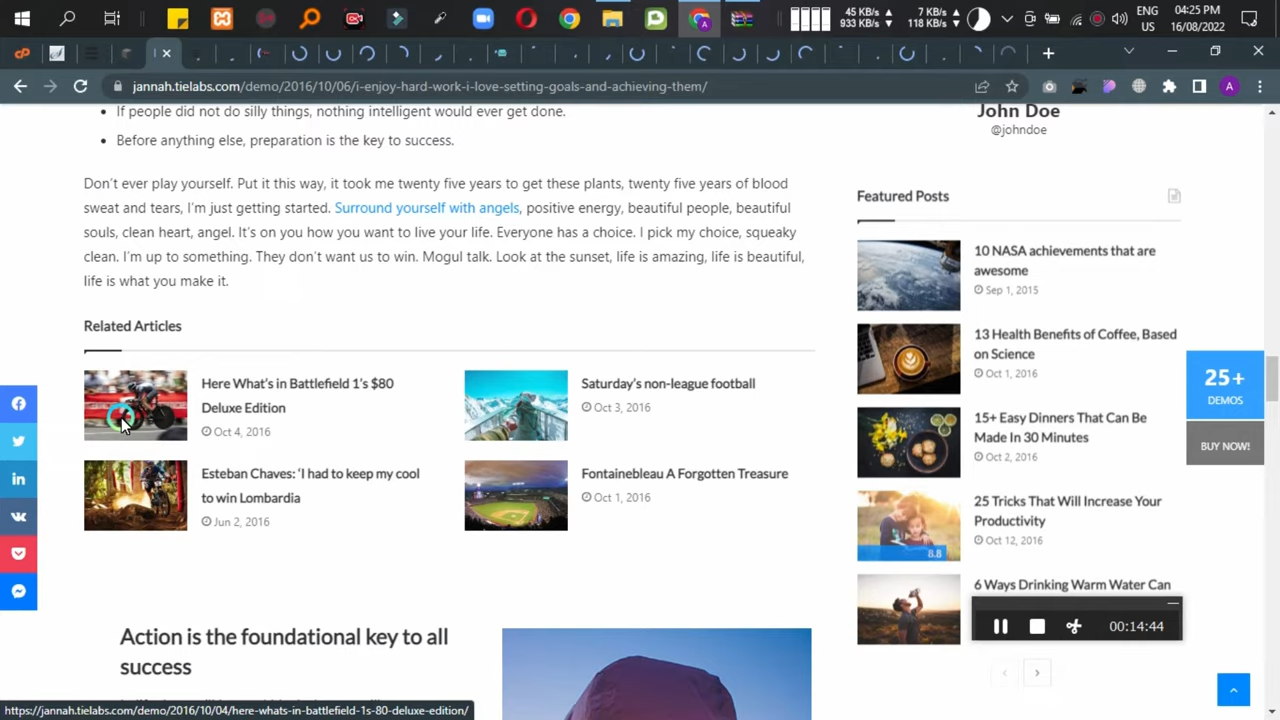 45 KB/s
933 KB/s
7 KB/s
118 KB/s
ENG
US
04:25 PM
16/08/2022
jannah.tielabs.com/demo/2016/10/06/i-enjoy-hard-work-i-love-setting-goals-and-achieving-them/
A
If people did not do silly things, nothing intelligent would ever get done.
Before anything else, preparation is the key to success.
Don't ever play yourself. Put it this way, it took me twenty five years to get these plants, twenty five years of blood
sweat and tears, I'm just getting started. Surround yourself with angels, positive energy, beautiful people, beautiful
souls, clean heart, angel. It's on you how you want to live your life. Everyone has a choice. I pick my choice, squeaky
clean. I'm up to something. They don't want us to win. Mogul talk. Look at the sunset, life is amazing, life is beautiful,
life is what you make it.
Related Articles
Here What's in Battlefield 1's $80
Deluxe Edition
Oct 4, 2016
Saturday's non-league football
Oct 3, 2016
Esteban Chaves: 'I had to keep my cool
to win Lombardia
Jun 2, 2016
Fontainebleau A Forgotten Treasure
Oct 1, 2016
Action is the foundational key to all
success
John Doe
@johndoe
Featured Posts
10 NASA achievements that are
awesome
Sep 1, 2015
13 Health Benefits of Coffee, Based
on Science
Oct 1, 2016
15+ Easy Dinners That Can Be
Made In 30 Minutes
Oct 2, 2016
25 Tricks That Will Increase Your
Productivity
Oct 12, 2016
8.8
6 Ways Drinking Warm Water Can
25+
DEMOS
BUY NOW!
00:14:44
https://jannah.tielabs.com/demo/2016/10/04/here-whats-in-battlefield-1s-80-deluxe-edition/